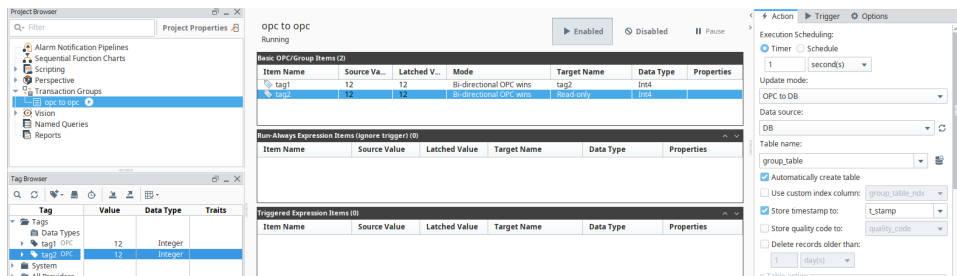 Project Browser
Filter
Project Properties
Alarm Notification Pipelines
Sequential Function Charts
Scripting
Perspective
Transaction Groups
opc to opc
Vision
Named Queries
Reports
Tag Browser
Tag Value Data Type Traits
Tags
Data Types
tag1 OPC 12 Integer
tag2 OPC 12 Integer
System
All Providers
opc to opc
Running
Enabled Disabled Pause
Basic OPC/Group Items (2)
Item Name Source Va... Latched V... Mode Target Name Data Type Properties
tag1 12 12 Bi-directional OPC wins tag2 Int4
tag2 12 12 Bi-directional OPC wins Read-only Int4
Run-Always Expression Items (ignore trigger) (0)
Item Name Source Value Latched Value Target Name Data Type Properties
Triggered Expression Items (0)
Item Name Source Value Latched Value Target Name Data Type Properties
Action Trigger Options
Execution Scheduling:
Timer Schedule
1 second(s)
Update mode:
OPC to DB
Data source:
DB
Table name:
group_table
Automatically create table
Use custom index column: group_table_ndx
Store timestamp to: t_stamp
Store quality code to: quality_code
Delete records older than:
1 day(s)
Table action